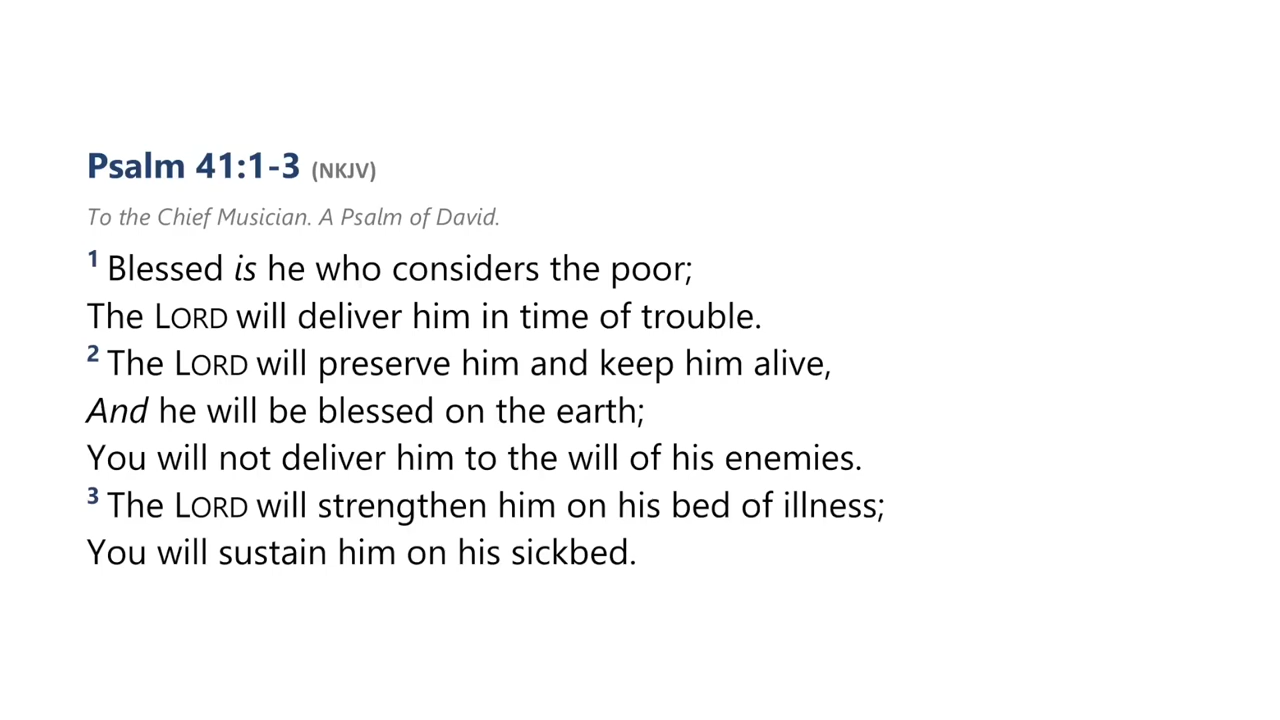 Psalm 41:1-3 (NKJV)
To the Chief Musician. A Psalm of David.
1 Blessed is he who considers the poor;
The LORD will deliver him in time of trouble.
2 The LORD will preserve him and keep him alive,
And he will be blessed on the earth;
You will not deliver him to the will of his enemies.
3 The LORD will strengthen him on his bed of illness;
You will sustain him on his sickbed.